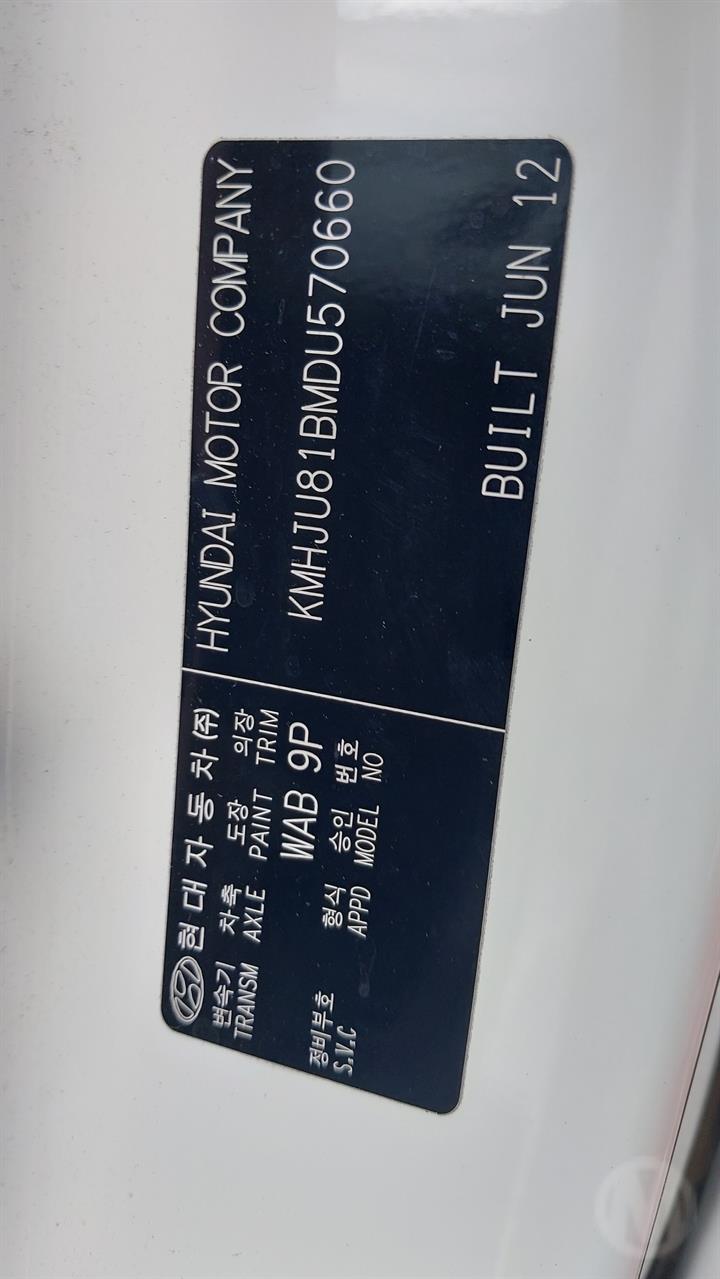 현대자동차(주)
변속기 차축 도장 의장
TRANSM AXLE PAINT TRIM
WAB 9P
정비부호 형식 승인 번호
S.V.C APPD MODEL NO
HYUNDAI MOTOR COMPANY
KMHJU81BMDU570660
BUILT JUN 12
M